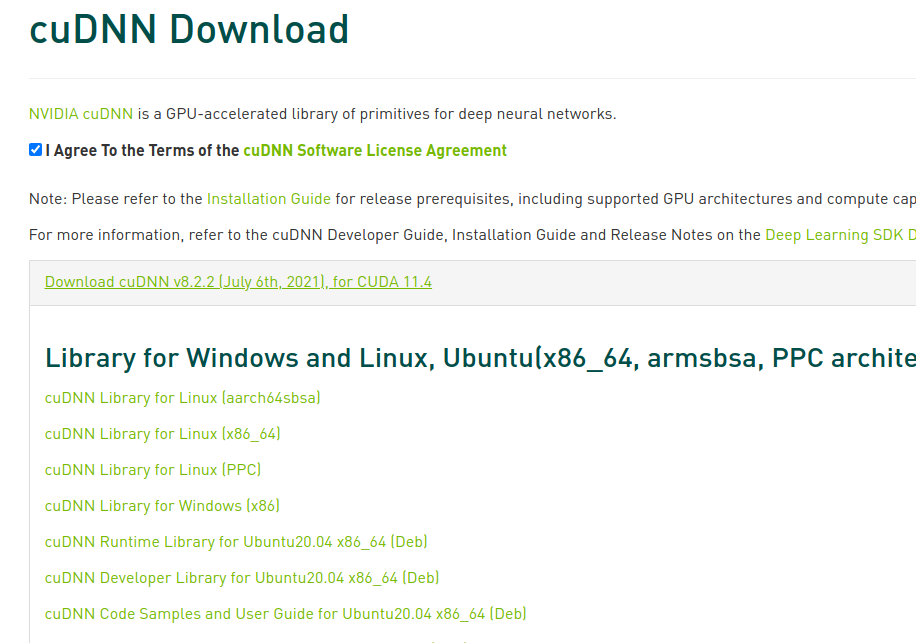 cuDNN Download
NVIDIA cuDNN is a GPU-accelerated library of primitives for deep neural networks.
I Agree To the Terms of the cuDNN Software License Agreement
Note: Please refer to the Installation Guide for release prerequisites, including supported GPU architectures and compute cap
For more information, refer to the cuDNN Developer Guide, Installation Guide and Release Notes on the Deep Learning SDK D
Download cuDNN v8.2.2 (July 6th, 2021), for CUDA 11.4
Library for Windows and Linux, Ubuntu(x86_64, armsbsa, PPC archite
cuDNN Library for Linux (aarch64sbsa)
cuDNN Library for Linux (x86_64)
cuDNN Library for Linux (PPC)
cuDNN Library for Windows (x86)
cuDNN Runtime Library for Ubuntu20.04 x86_64 (Deb)
cuDNN Developer Library for Ubuntu20.04 x86_64 (Deb)
cuDNN Code Samples and User Guide for Ubuntu20.04 x86_64 (Deb)